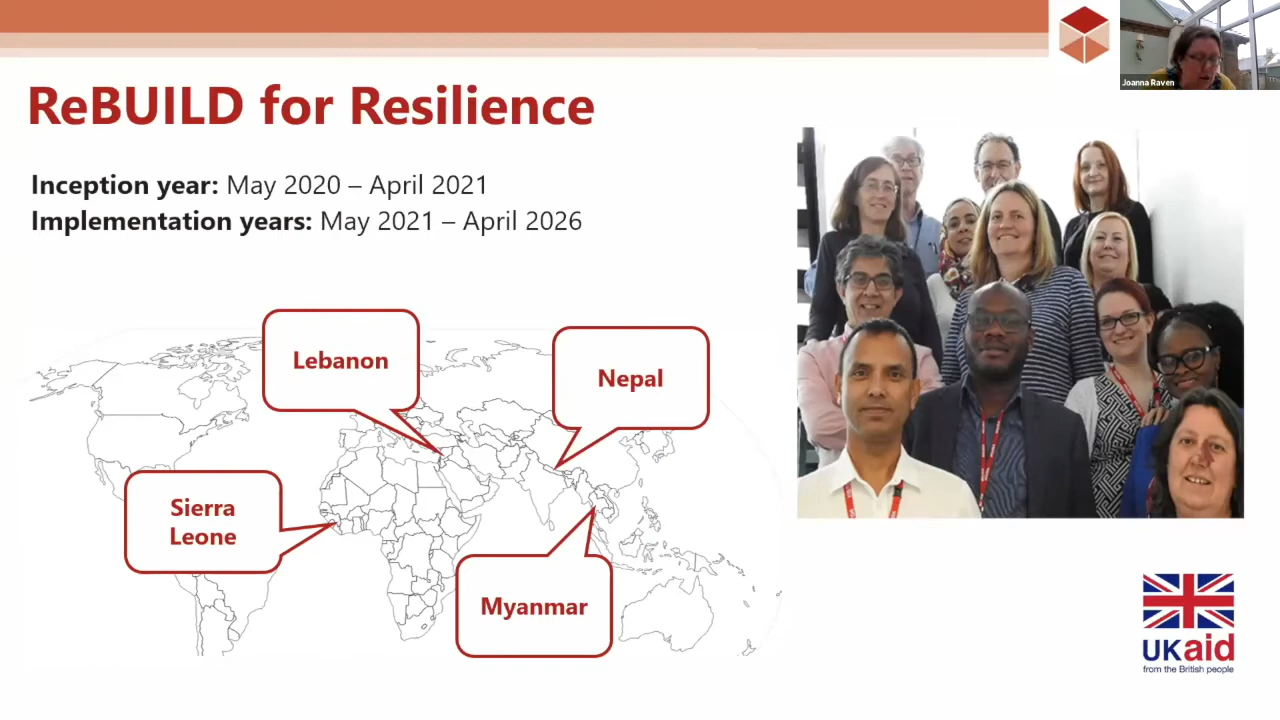 Joanna Raven
ReBUILD for Resilience
Inception year: May 2020 – April 2021
Implementation years: May 2021 – April 2026
Lebanon
Nepal
Sierra
Leone
Myanmar
UKaid
from the British people